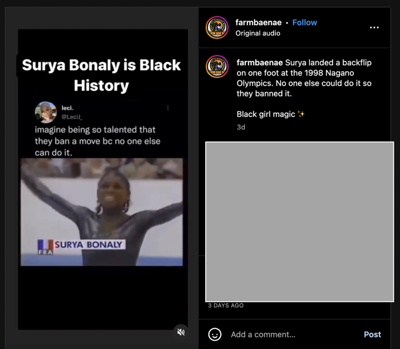 Surya Bonaly is Black
History
leci.
@LeciJ_
imagine being so talented that
they ban a move bc no one else
can do it.
FRA
SURYA BONALY
farmbaenae • Follow
Original audio
farmbaenae Surya landed a backflip
on one foot at the 1998 Nagano
Olympics. No one else could do it so
they banned it.
Black girl magic ✨
3d
3 DAYS AGO
Add a comment...
Post